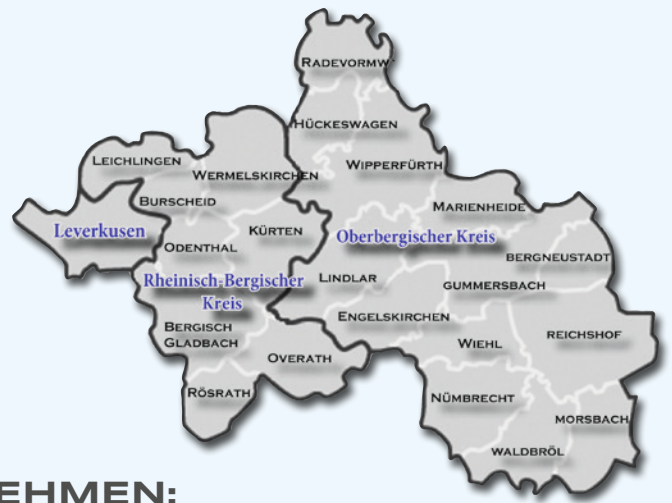 RADEVORMW
HÜCKESWAGEN
LEICHLINGEN
WERMELSKIRCHEN
WIPPERFÜRTH
BURSCHEID
MARIENHEIDE
Leverkusen
KÜRTEN
Oberbergischer Kreis
ODENTHAL
BERGNEUSTADT
Rheinisch-Bergischer
Kreis
LINDLAR
GUMMERSBACH
ENGELSKIRCHEN
BERGISCH
GLADBACH
REICHSHOF
WIEHL
OVERATH
RÖSRATH
NÜMBRECHT
MORSBACH
WALDBRÖL
EHMEN: